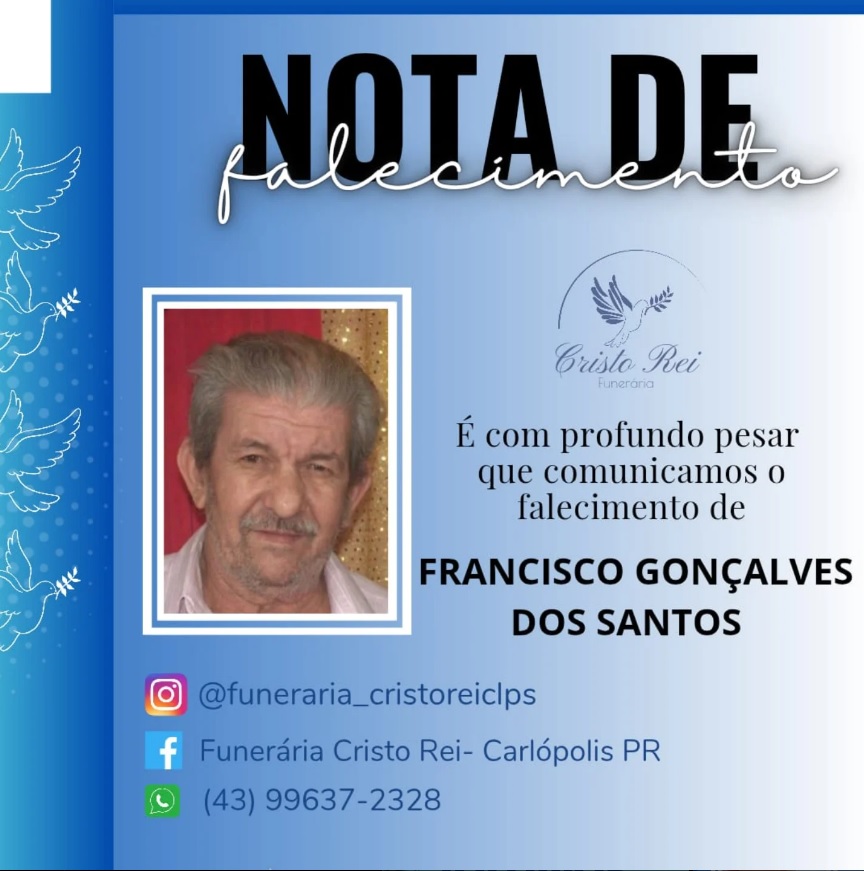 NOTA DE
falecimento
Cristo Rei
Funerária
É com profundo pesar
que comunicamos o
falecimento de
FRANCISCO GONÇALVES
DOS SANTOS
@funeraria_cristoreiclps
Funerária Cristo Rei- Carlópolis PR
(43) 99637-2328